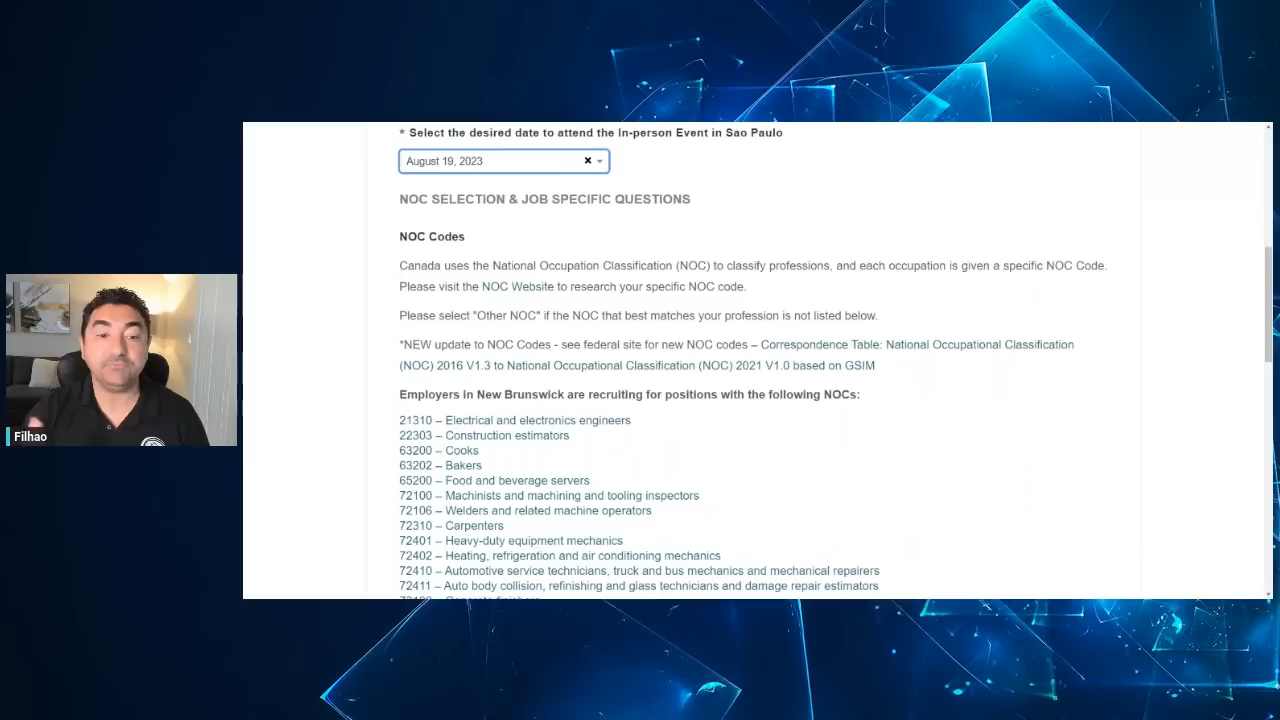 * Select the desired date to attend the In-person Event in Sao Paulo
August 19, 2023
NOC SELECTION & JOB SPECIFIC QUESTIONS
NOC Codes
Canada uses the National Occupation Classification (NOC) to classify professions, and each occupation is given a specific NOC Code.
Please visit the NOC Website to research your specific NOC code.
Please select "Other NOC" if the NOC that best matches your profession is not listed below.
*NEW update to NOC Codes - see federal site for new NOC codes – Correspondence Table: National Occupational Classification
(NOC) 2016 V1.3 to National Occupational Classification (NOC) 2021 V1.0 based on GSIM
Employers in New Brunswick are recruiting for positions with the following NOCs:
21310 – Electrical and electronics engineers
22303 – Construction estimators
63200 – Cooks
63202 – Bakers
65200 – Food and beverage servers
72100 – Machinists and machining and tooling inspectors
72106 – Welders and related machine operators
72310 – Carpenters
72401 – Heavy-duty equipment mechanics
72402 – Heating, refrigeration and air conditioning mechanics
72410 – Automotive service technicians, truck and bus mechanics and mechanical repairers
72411 – Auto body collision, refinishing and glass technicians and damage repair estimators
Filhao